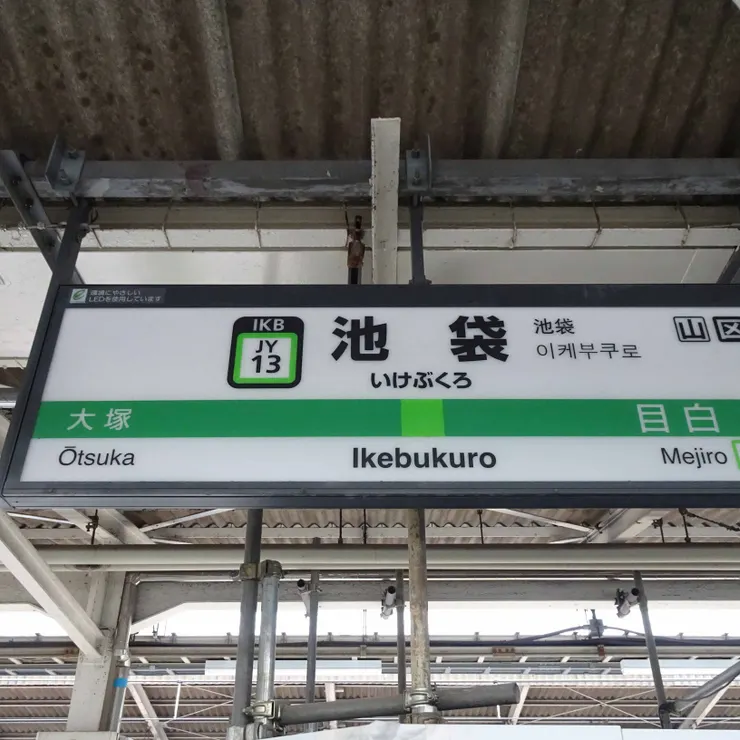 環境にやさしい
LEDを使用しています
IKB
JY
13
池袋
いけぶくろ
池袋
이케부쿠로
山区
大塚
目白
Ōtsuka
Ikebukuro
Mejiro